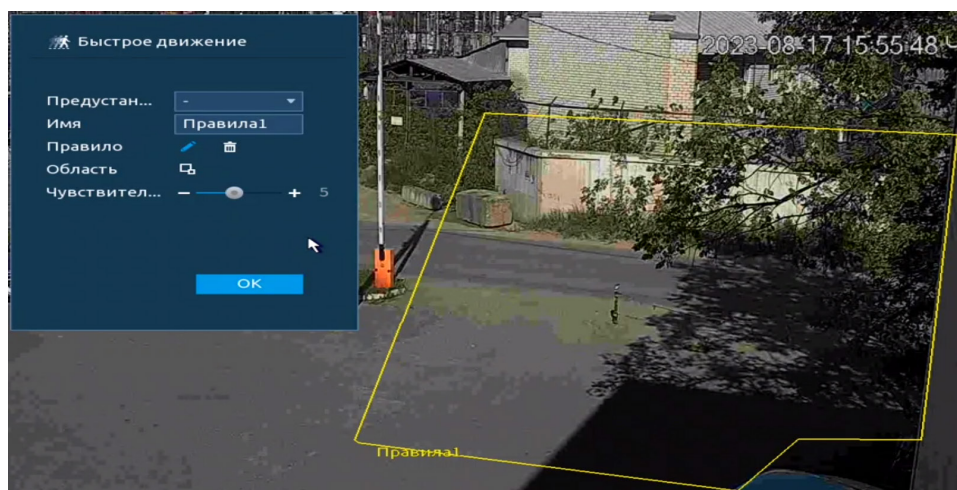 Быстрое движение
2023-08-17 15:55:48 Ч
Предустан... -
Имя Правила1
Правило
Область
Чувствител... 5
OK
Правила1